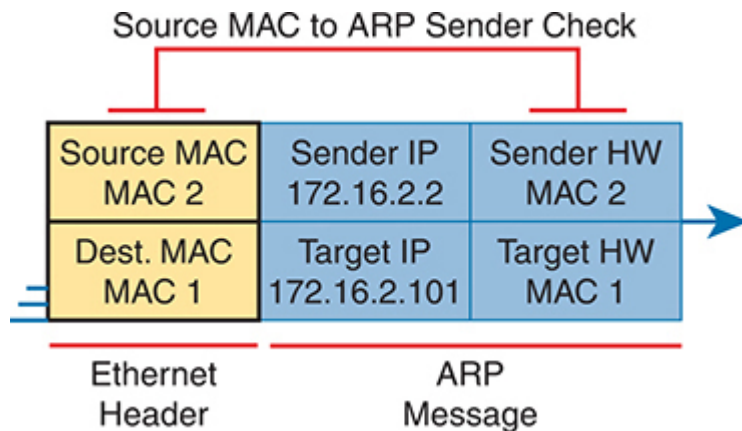 Source MAC to ARP Sender Check
Source MAC
MAC 2
Sender IP
172.16.2.2
Sender HW
MAC 2
Dest. MAC
MAC 1
Target IP
172.16.2.101
Target HW
MAC 1
Ethernet
Header
ARP
Message